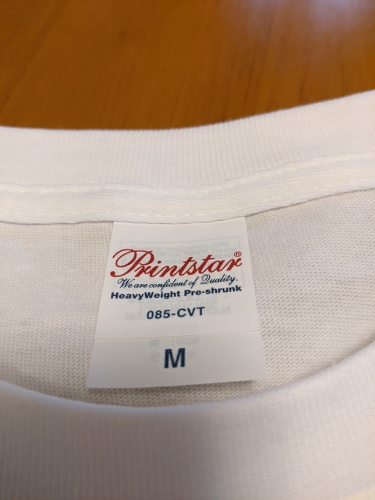 Printstar®
We are confident of Quality.
HeavyWeight Pre-shrunk
085-CVT
M